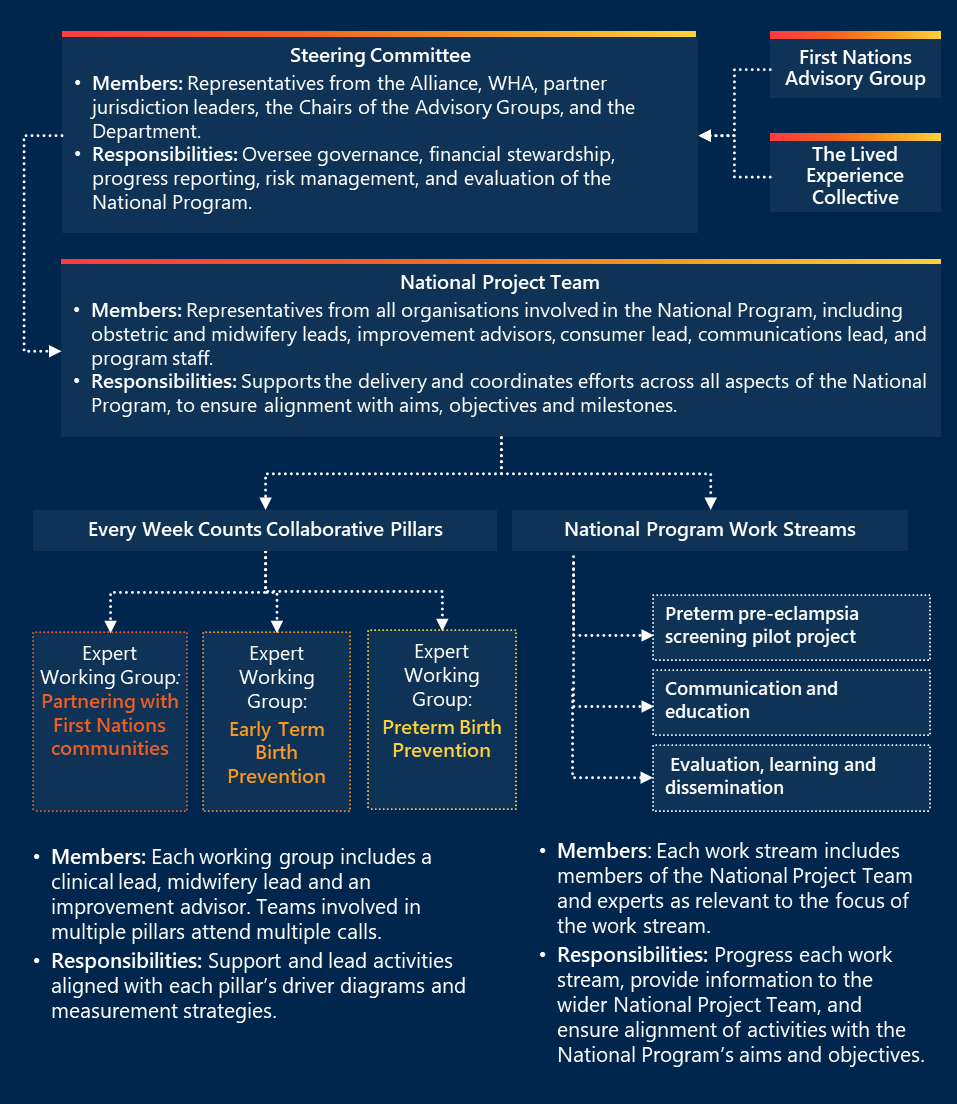 Steering Committee
• Members: Representatives from the Alliance, WHA, partner
jurisdiction leaders, the Chairs of the Advisory Groups, and the
Department.
• Responsibilities: Oversee governance, financial stewardship,
progress reporting, risk management, and evaluation of the
National Program.
First Nations
Advisory Group
The Lived
Experience
Collective
National Project Team
• Members: Representatives from all organisations involved in the National Program, including
obstetric and midwifery leads, improvement advisors, consumer lead, communications lead, and
program staff.
• Responsibilities: Supports the delivery and coordinates efforts across all aspects of the National
Program, to ensure alignment with aims, objectives and milestones.
Every Week Counts Collaborative Pillars
Expert
Working Group:
Partnering with
First Nations
communities
Expert
Working
Group:
Early Term
Birth
Prevention
Expert
Working
Group:
Preterm Birth
Prevention
• Members: Each working group includes a
clinical lead, midwifery lead and an
improvement advisor. Teams involved in
multiple pillars attend multiple calls.
• Responsibilities: Support and lead activities
aligned with each pillar's driver diagrams and
measurement strategies.
National Program Work Streams
Preterm pre-eclampsia
screening pilot project
Communication and
education
Evaluation, learning and
dissemination
• Members: Each work stream includes
members of the National Project Team
and experts as relevant to the focus of
the work stream.
• Responsibilities: Progress each work
stream, provide information to the
wider National Project Team, and
ensure alignment of activities with the
National Program's aims and objectives.